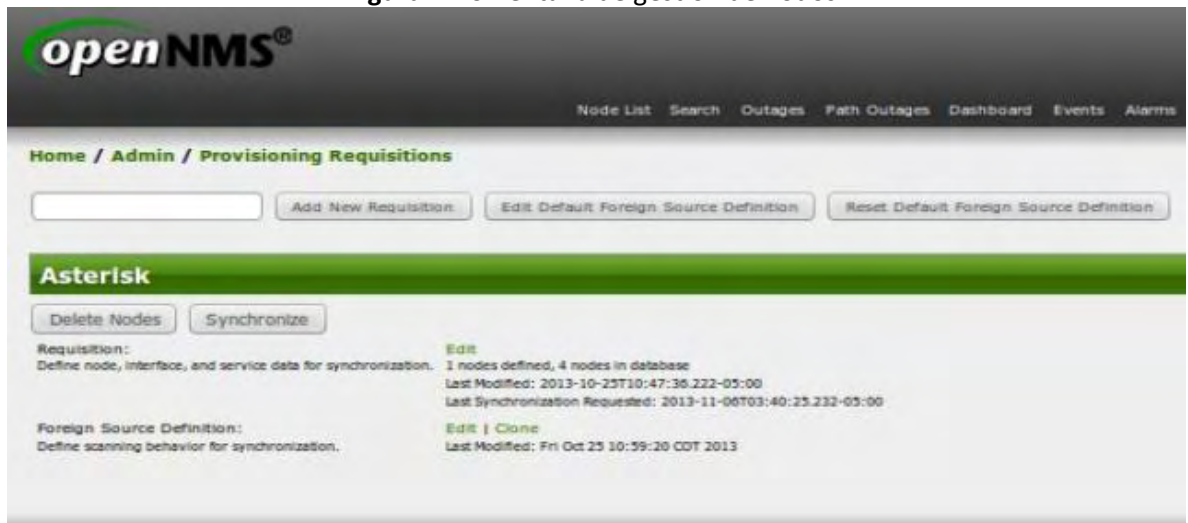 openNMS®
Node List Search Outages Path Outages Dashboard Events Alarms
Home / Admin / Provisioning Requisitions
Add New Requisition Edit Default Foreign Source Definition Reset Default Foreign Source Definition
Asterisk
Delete Nodes Synchronize
Requisition: Edit
Define node, interface, and service data for synchronization. 1 nodes defined, 4 nodes in database
Last Modified: 2013-10-25T10:47:36.222-05:00
Last Synchronization Requested: 2013-11-06T03:40:25.232-05:00
Foreign Source Definition: Edit | Clone
Define scanning behavior for synchronization. Last Modified: Fri Oct 25 10:59:20 CDT 2013